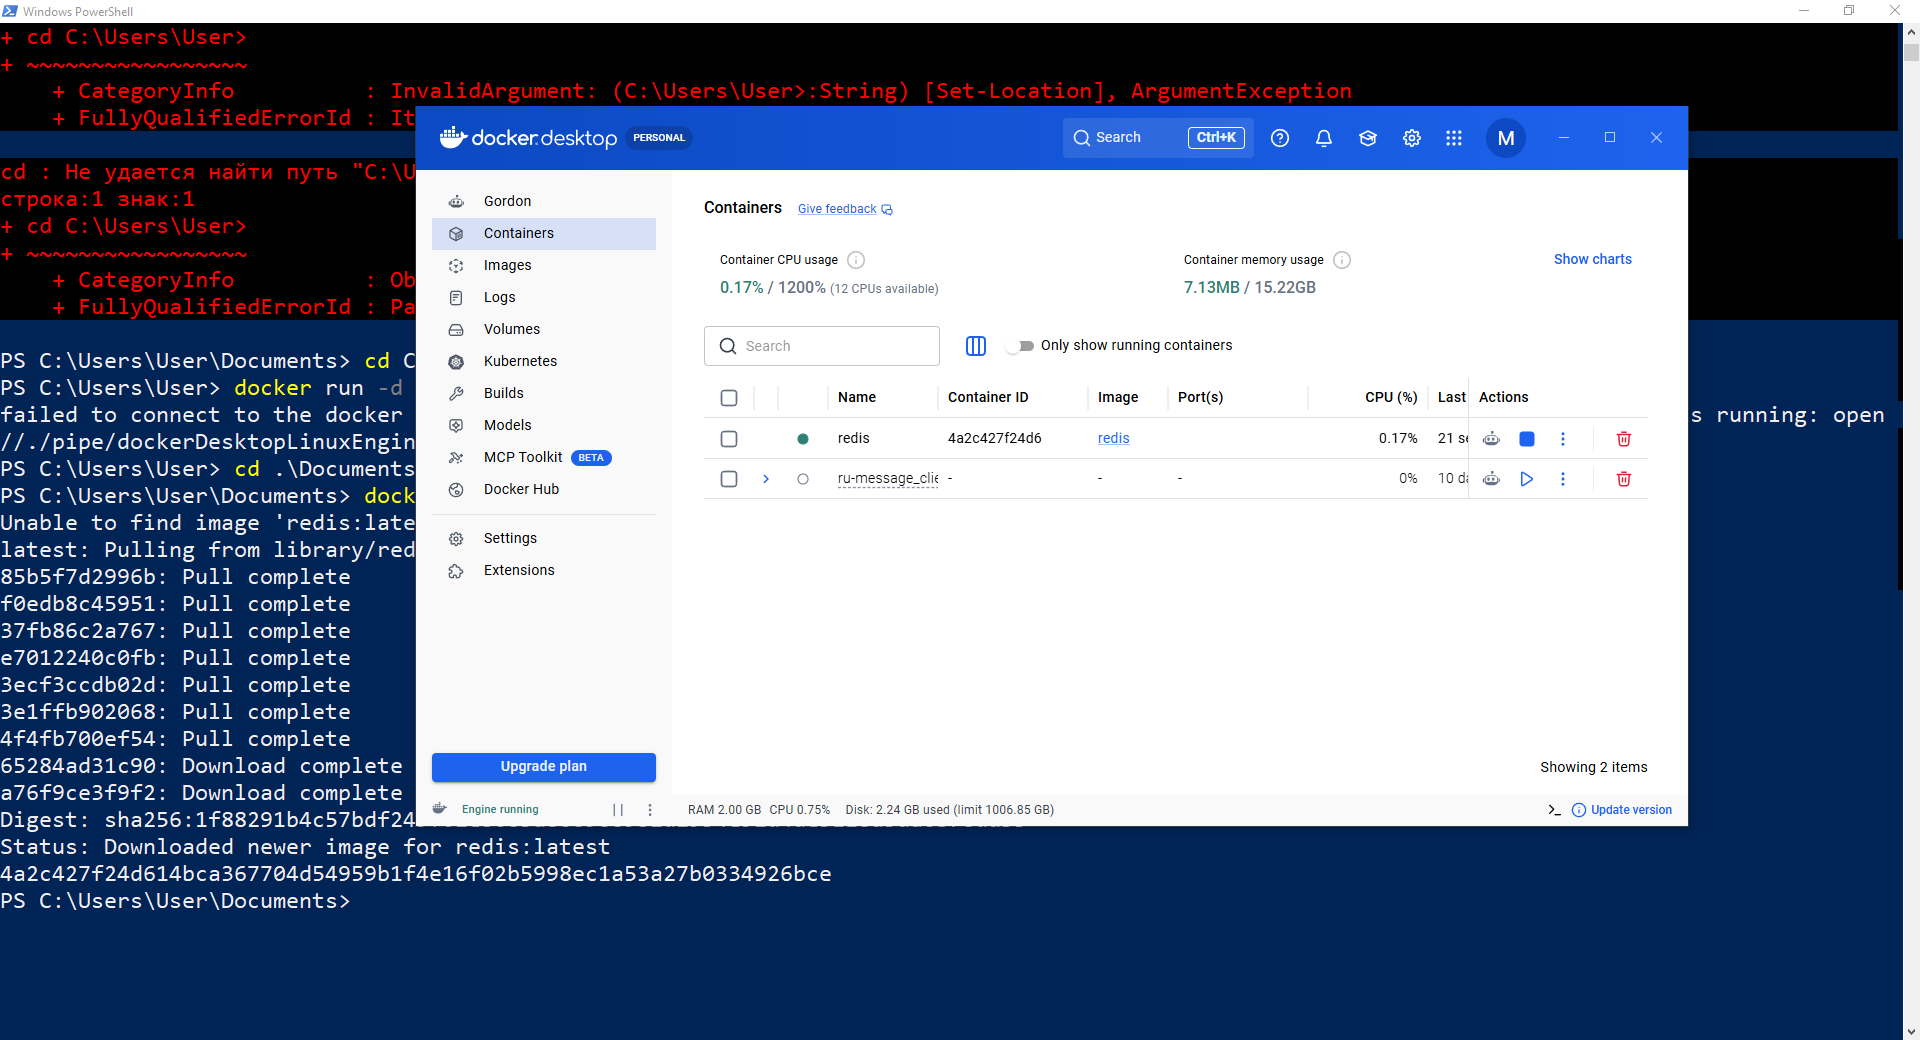 Windows PowerShell
+ cd C:\Users\User>
+ ~~~~~~~~~~~~~~~~~
    + CategoryInfo          : InvalidArgument: (C:\Users\User>:String) [Set-Location], ArgumentException
    + FullyQualifiedErrorId : It
cd : Не удается найти путь "C:\U
строка:1 знак:1
+ cd C:\Users\User>
+ ~~~~~~~~~~~~~~~~~
    + CategoryInfo          : Ob
    + FullyQualifiedErrorId : Pa
PS C:\Users\User\Documents> cd C
PS C:\Users\User> docker run -d
failed to connect to the docker
s running: open
//./pipe/dockerDesktopLinuxEngin
PS C:\Users\User> cd .\Documents
PS C:\Users\User\Documents> dock
Unable to find image 'redis:late
latest: Pulling from library/red
85b5f7d2996b: Pull complete
f0edb8c45951: Pull complete
37fb86c2a767: Pull complete
e7012240c0fb: Pull complete
3ecf3ccdb02d: Pull complete
3e1ffb902068: Pull complete
4f4fb700ef54: Pull complete
65284ad31c90: Download complete
a76f9ce3f9f2: Download complete
Digest: sha256:1f88291b4c57bdf24
Status: Downloaded newer image for redis:latest
4a2c427f24d614bca367704d54959b1f4e16f02b5998ec1a53a27b0334926bce
PS C:\Users\User\Documents>
docker.desktop PERSONAL
Search Ctrl+K
M
Gordon
Containers
Images
Logs
Volumes
Kubernetes
Builds
Models
MCP Toolkit BETA
Docker Hub
Settings
Extensions
Upgrade plan
Containers Give feedback
Container CPU usage
0.17% / 1200% (12 CPUs available)
Container memory usage
7.13MB / 15.22GB
Show charts
Search
Only show running containers
Name Container ID Image Port(s) CPU (%) Last Actions
redis 4a2c427f24d6 redis 0.17% 21 se
ru-message_clie - - - 0% 10 da
Showing 2 items
Engine running
RAM 2.00 GB CPU 0.75% Disk: 2.24 GB used (limit 1006.85 GB)
Update version